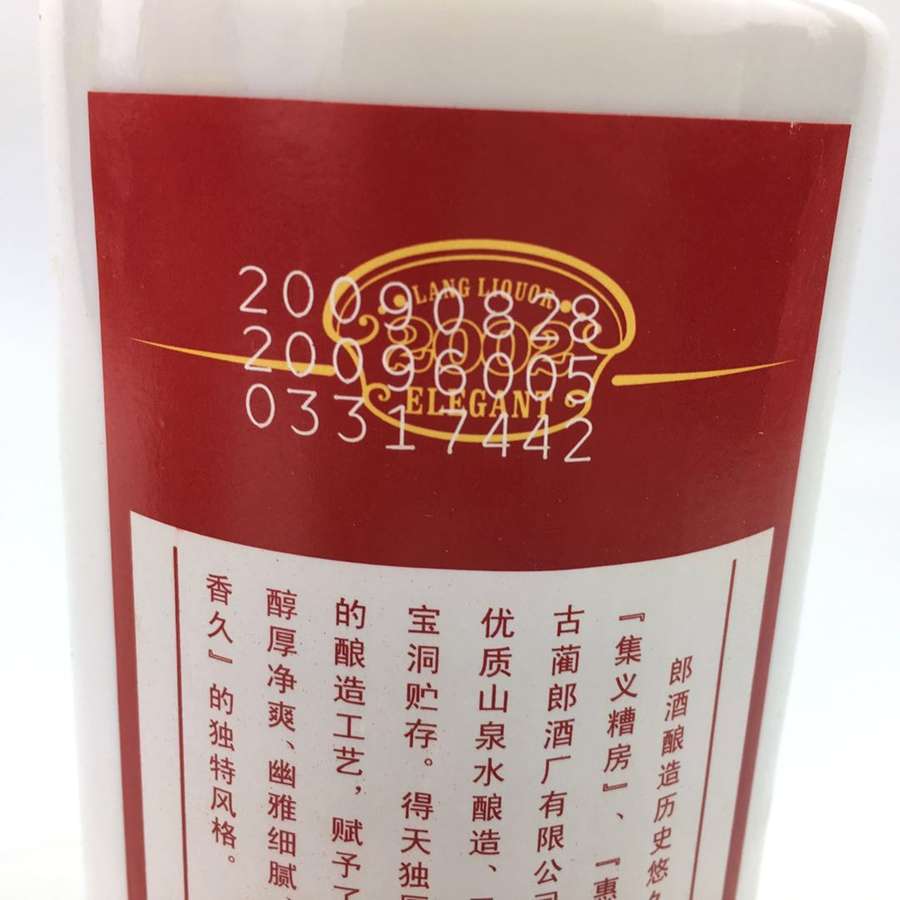 LANG LIQUOR
2002
ELEGANT
20090828
20096005
03317442
郎酒酿造历史悠久
『集义糟房』、『惠
古蔺郎酒厂有限公司
优质山泉水酿造、
宝洞贮存。得天独厚
的酿造工艺，赋予了
醇厚净爽、幽雅细腻、
香久』的独特风格。